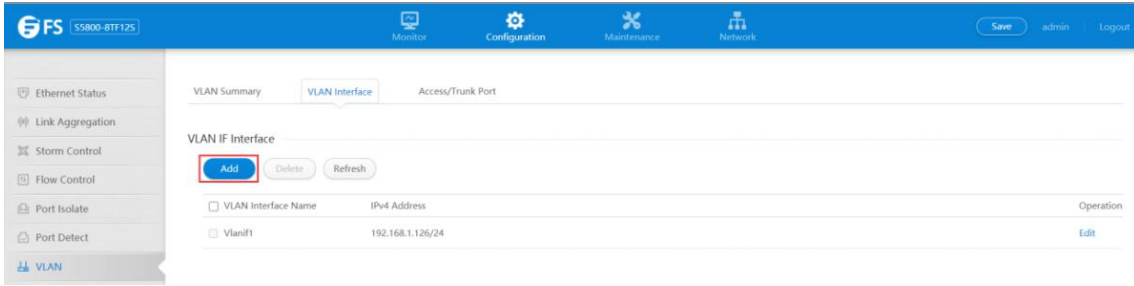 FS S5800-8TF12S
Monitor Configuration Maintenance Network
Save admin Logout
Ethernet Status
Link Aggregation
Storm Control
Flow Control
Port Isolate
Port Detect
VLAN
VLAN Summary VLAN Interface Access/Trunk Port
VLAN IF Interface
Add Delete Refresh
VLAN Interface Name IPv4 Address Operation
Vlanif1 192.168.1.126/24 Edit